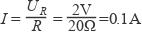 I = U_R/R = 2V/20Ω = 0.1A